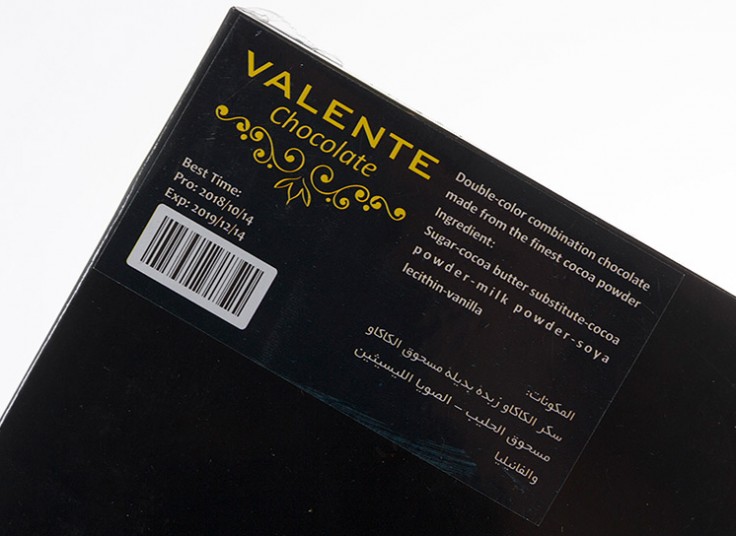 VALENTE
Chocolate
Best Time:
Pro: 2018/10/14
Exp: 2019/12/14
Double-color combination chocolate
made from the finest cocoa powder
Ingredient:
Sugar-cocoa butter substitute-cocoa
powder-milk powder-soya
lecithin-vanilla
المكونات:
سكر الكاكاو زبدة بديلة مسحوق الكاكاو
مسحوق الحليب – الصويا الليسيثين
والفانيليا